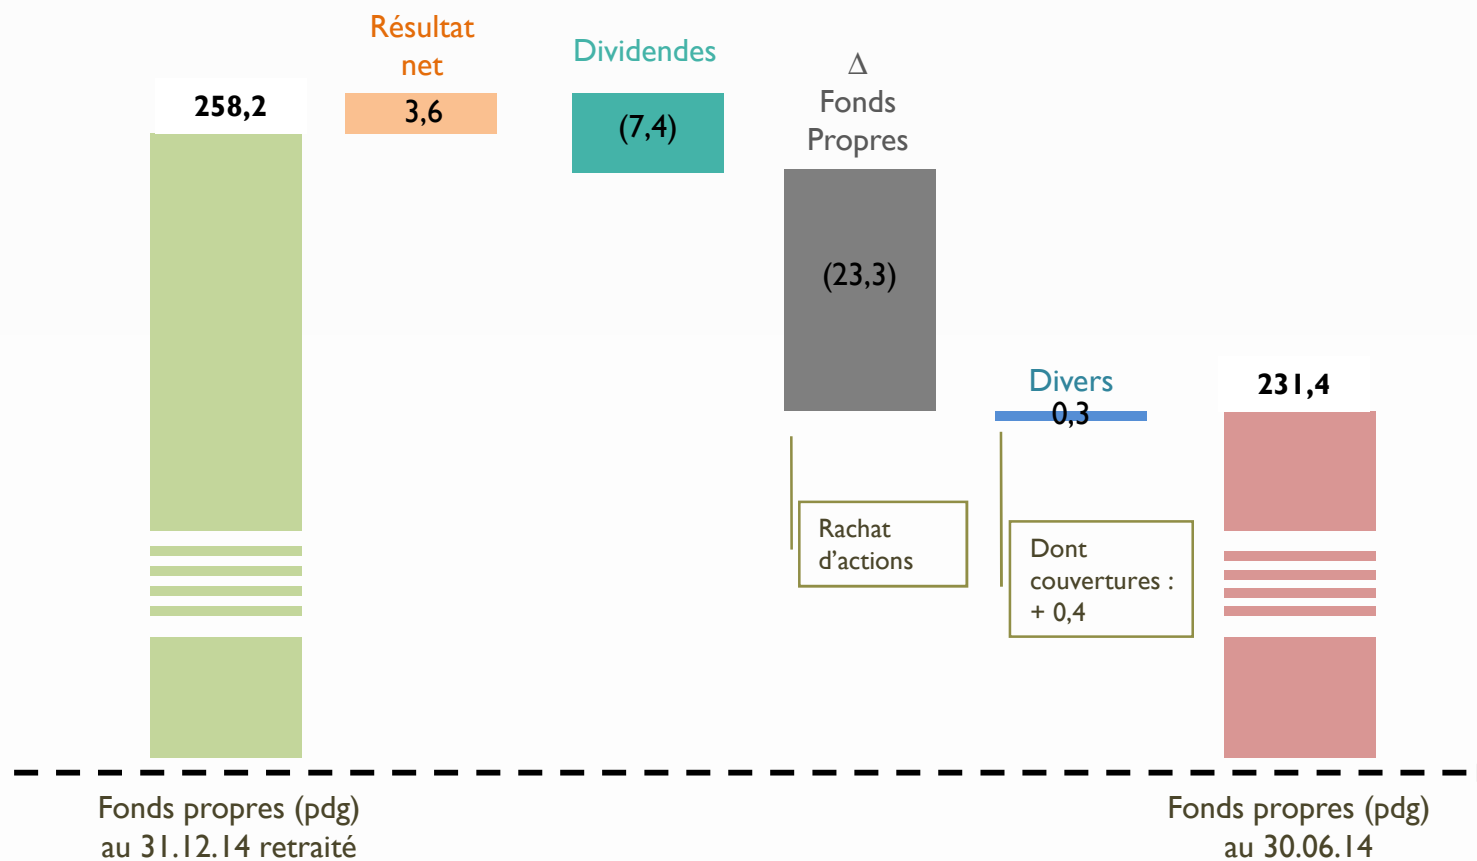 Résultat
net
3,6
Dividendes
(7,4)
Δ
Fonds
Propres
(23,3)
Divers
0,3
258,2
231,4
Rachat
d’actions
Dont
couvertures :
+ 0,4
Fonds propres (pdg)
au 31.12.14 retraité
Fonds propres (pdg)
au 30.06.14